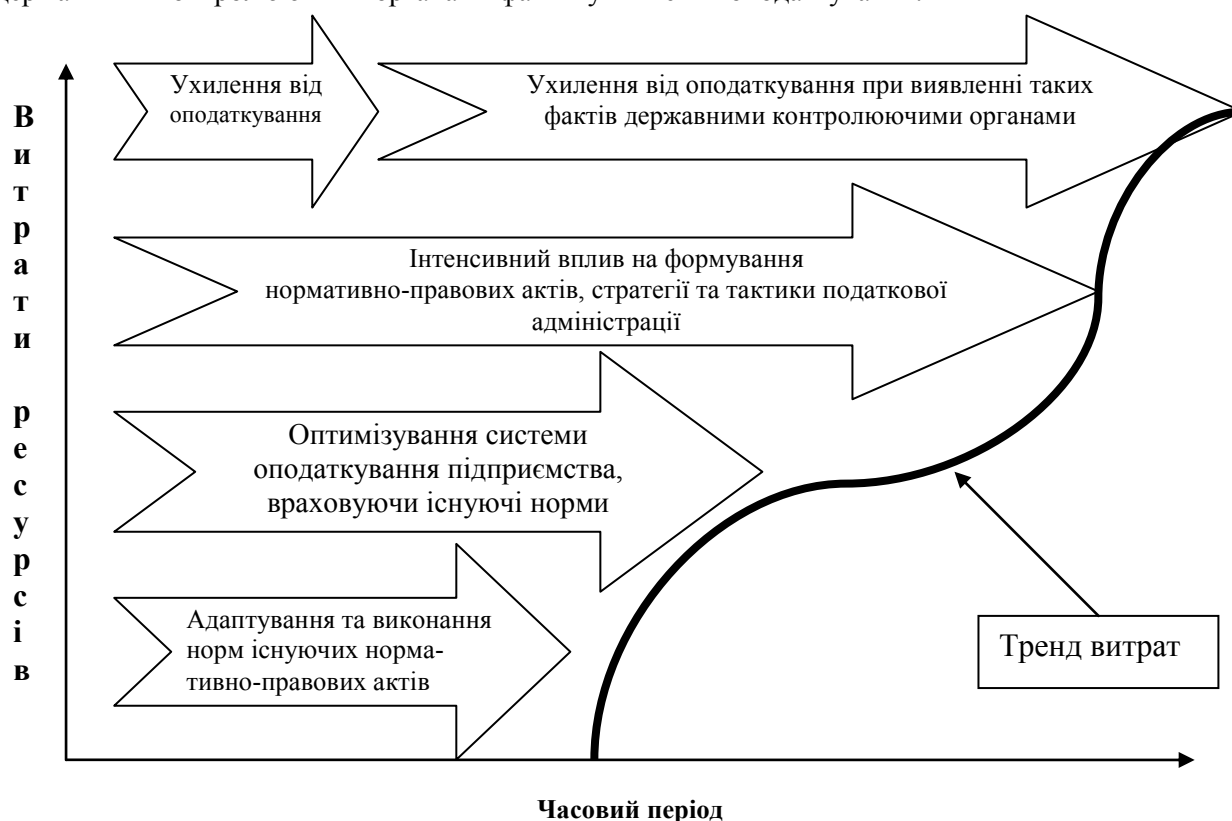 Ухилення від
оподаткування
Ухилення від оподаткування при виявленні таких
фактів державними контролюючими органами
Витрати ресурсів
Інтенсивний вплив на формування
нормативно-правових актів, стратегії та тактики податкової
адміністрації
Оптимізування системи
оподаткування підприємства,
враховуючи існуючі норми
Адаптування та виконання
норм існуючих норма-
тивно-правових актів
Тренд витрат
Часовий період